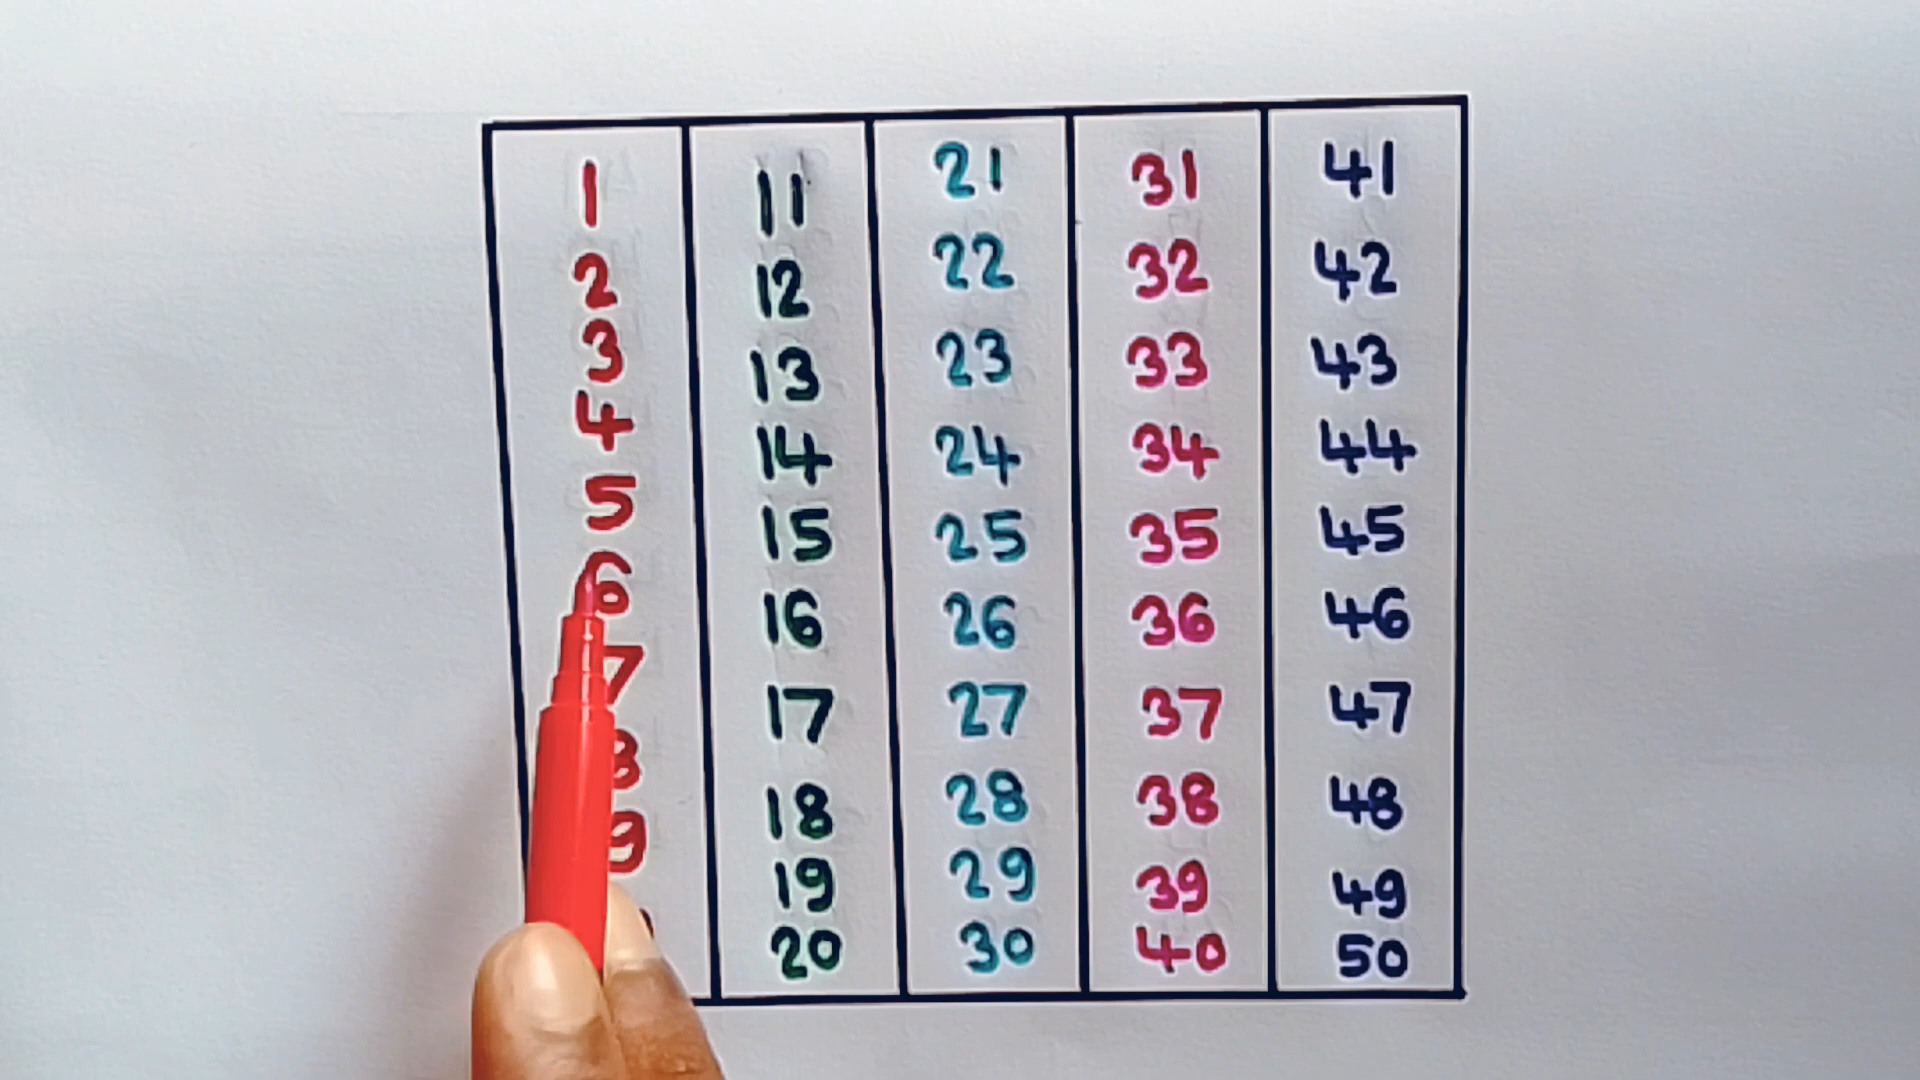 1 11 21 31 41
2 12 22 32 42
3 13 23 33 43
4 14 24 34 44
5 15 25 35 45
6 16 26 36 46
7 17 27 37 47
8 18 28 38 48
9 19 29 39 49
20 30 40 50